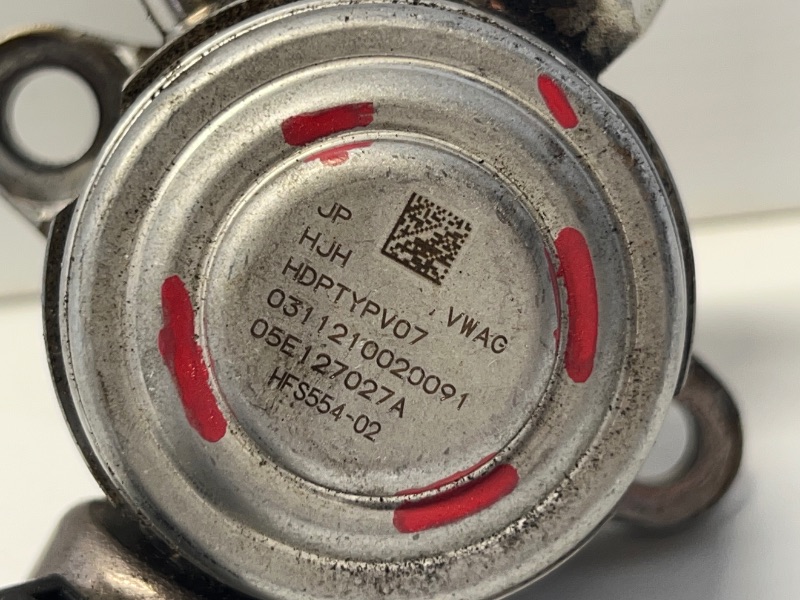 JP
HJH
HDPTYPV07 , VWAG
0311210020091
05E127027A
HFS554-02